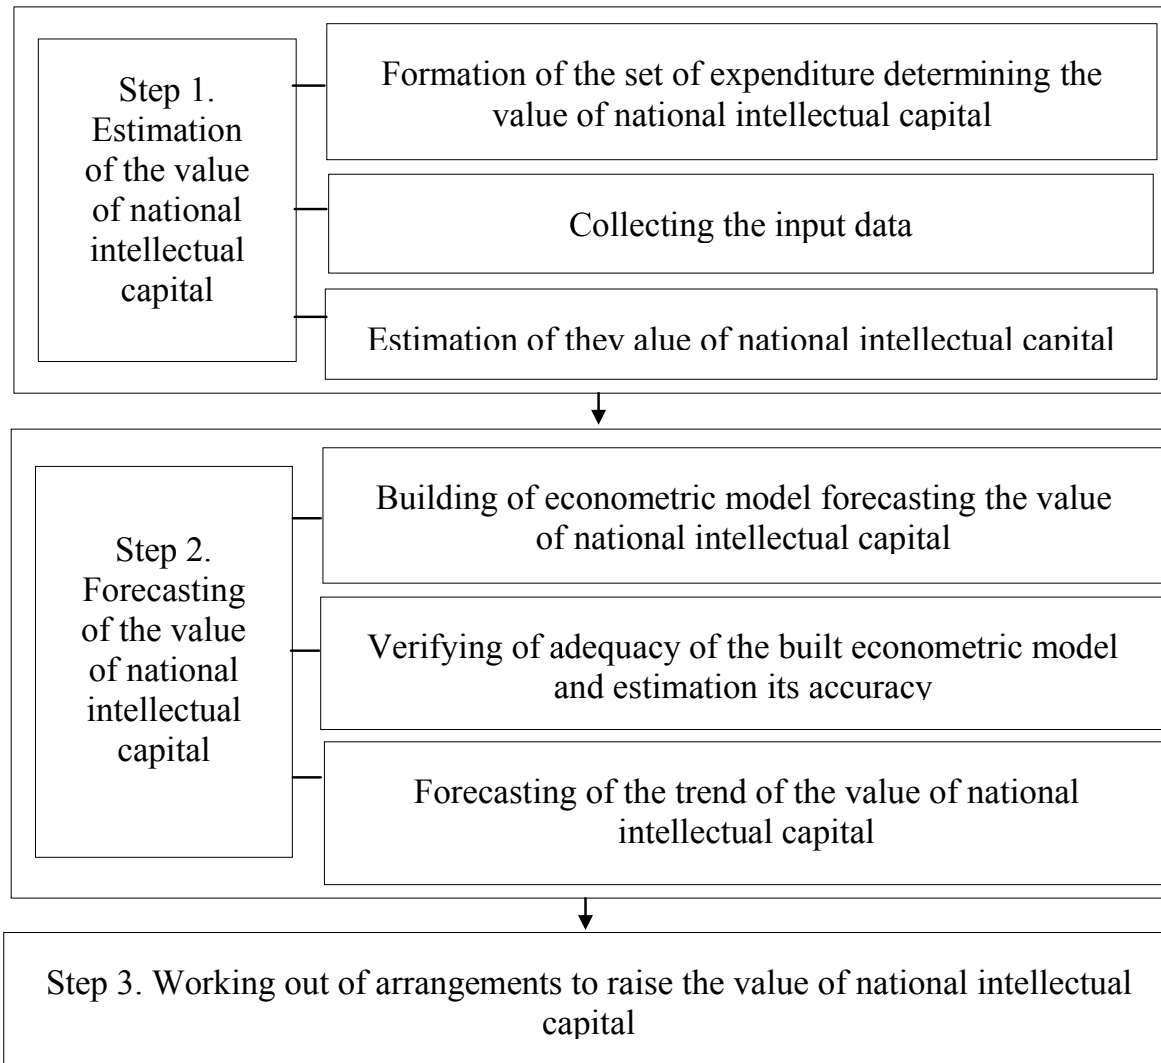 Step 1.
Estimation
of the value
of national
intellectual
capital
Formation of the set of expenditure determining the
value of national intellectual capital
Collecting the input data
Estimation of they alue of national intellectual capital
Step 2.
Forecasting
of the value
of national
intellectual
capital
Building of econometric model forecasting the value
of national intellectual capital
Verifying of adequacy of the built econometric model
and estimation its accuracy
Forecasting of the trend of the value of national
intellectual capital
Step 3. Working out of arrangements to raise the value of national intellectual
capital